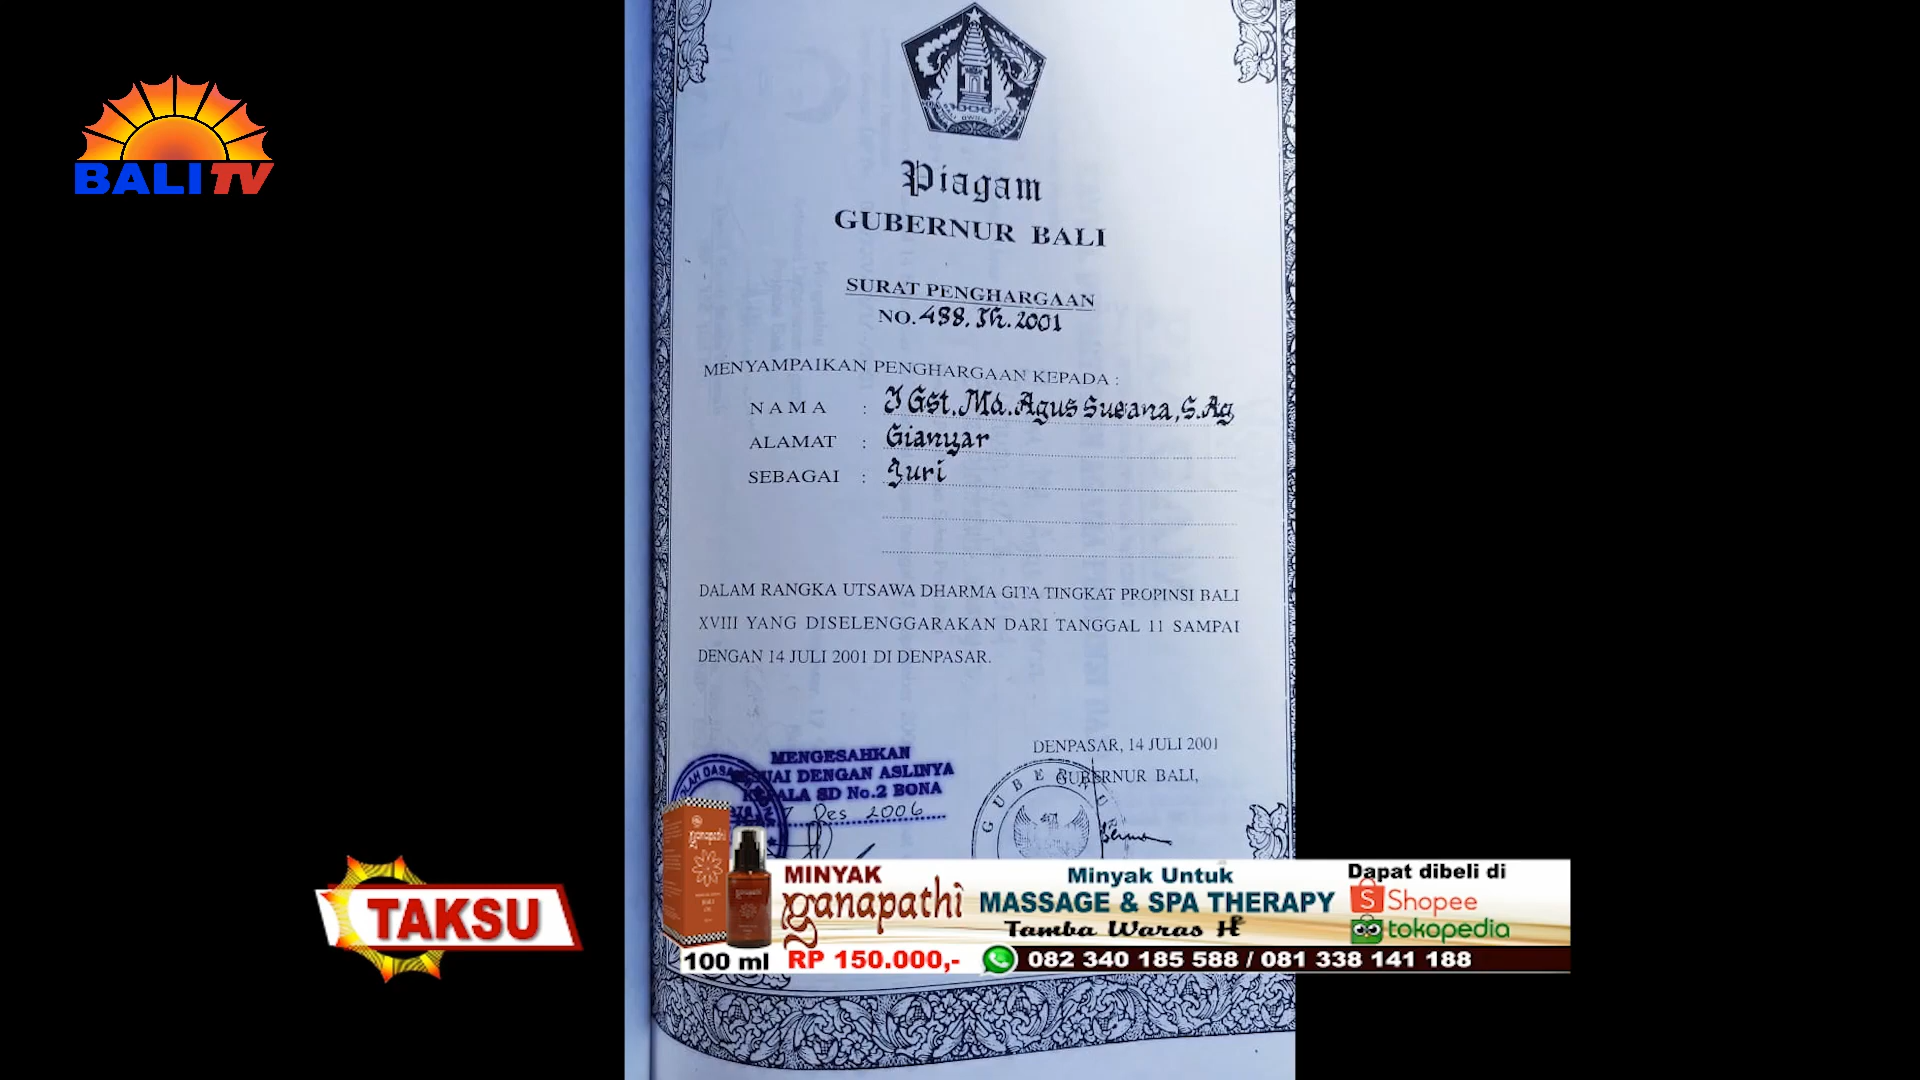 BALI TV
Piagam
GUBERNUR BALI
SURAT PENGHARGAAN
NO. 438. Th. 2001
MENYAMPAIKAN PENGHARGAAN KEPADA :
NAMA : I Gst. Md. Agus Sueana, S.Ag
ALAMAT : Gianyar
SEBAGAI : Juri
DALAM RANGKA UTSAWA DHARMA GITA TINGKAT PROPINSI BALI
XVIII YANG DISELENGGARAKAN DARI TANGGAL 11 SAMPAI
DENGAN 14 JULI 2001 DI DENPASAR.
DENPASAR, 14 JULI 2001
GUBERNUR BALI,
MENGESAHKAN
DENGAN ASLINYA
SD No.2 BONA
Des 2006
TAKSU
ganapathi
MINYAK
ganapathi
100 ml RP 150.000,-
Minyak Untuk
MASSAGE & SPA THERAPY
Tamba Waras
Dapat dibeli di
Shopee
tokopedia
082 340 185 588 / 081 338 141 188